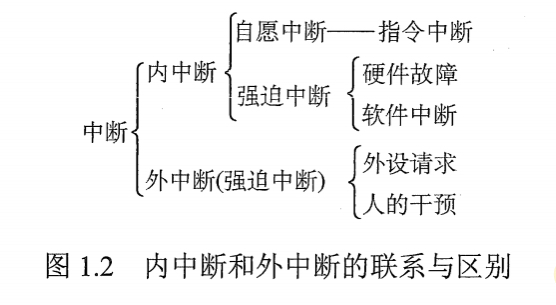 自愿中断——指令中断
内中断
硬件故障
强迫中断
软件中断
中断
外设请求
外中断(强迫中断)
人的干预
图 1.2 内中断和外中断的联系与区别